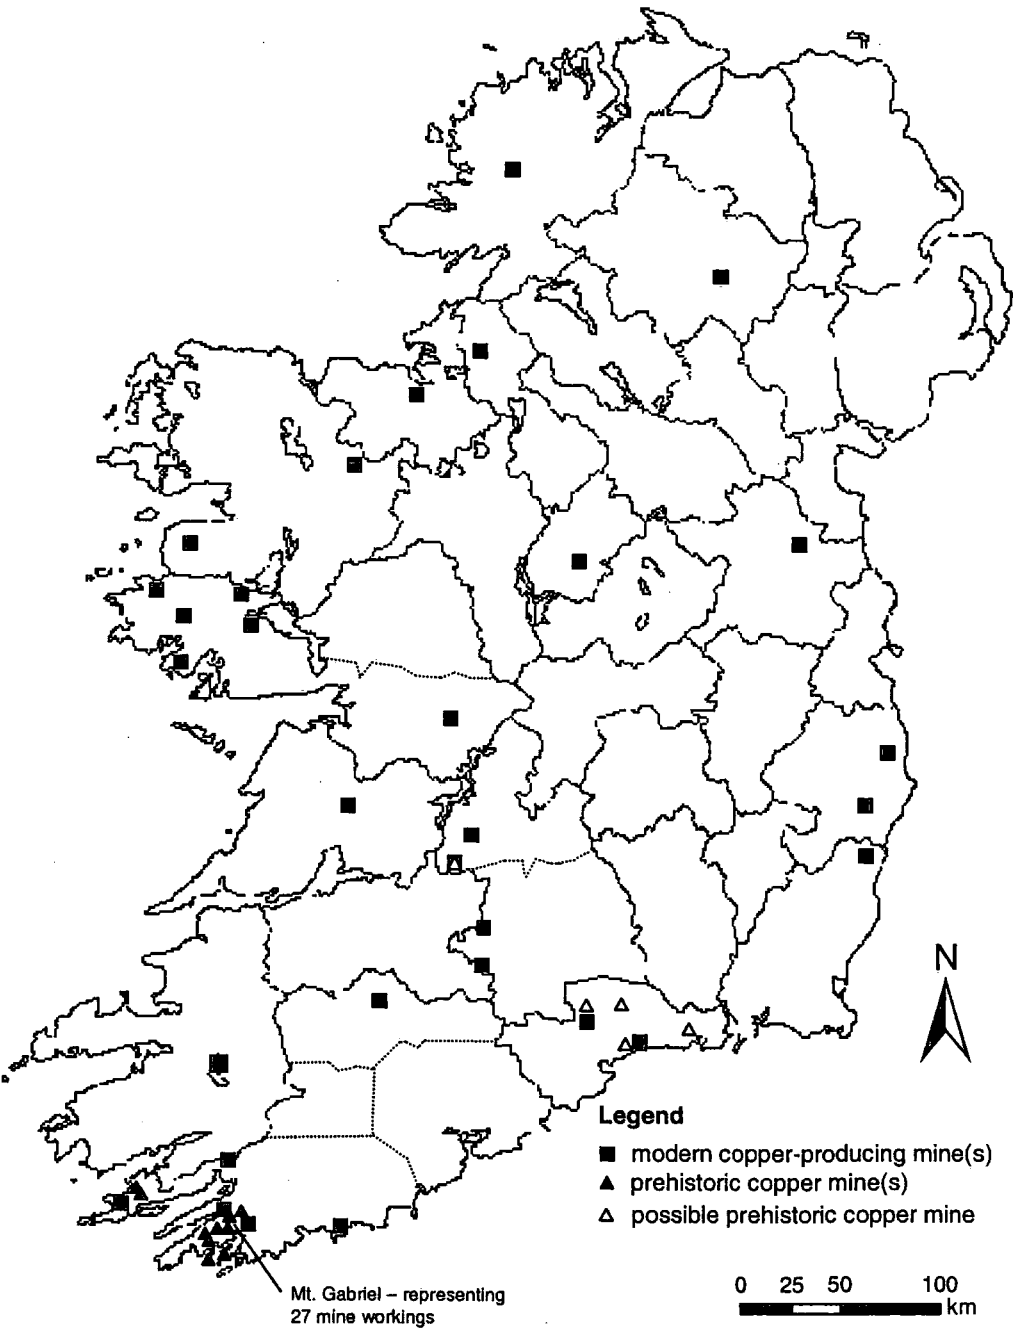 N
Legend
modern copper-producing mine(s)
prehistoric copper mine(s)
possible prehistoric copper mine
Mt. Gabriel – representing
27 mine workings
0 25 50 100
km